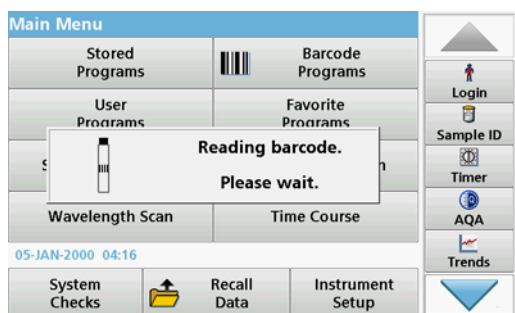 Main Menu
Stored
Programs
Barcode
Programs
User
Programs
Favorite
Programs
Reading barcode.
Please wait.
Wavelength Scan
Time Course
05-JAN-2000 04:16
System
Checks
Recall
Data
Instrument
Setup
Login
Sample ID
Timer
AQA
Trends